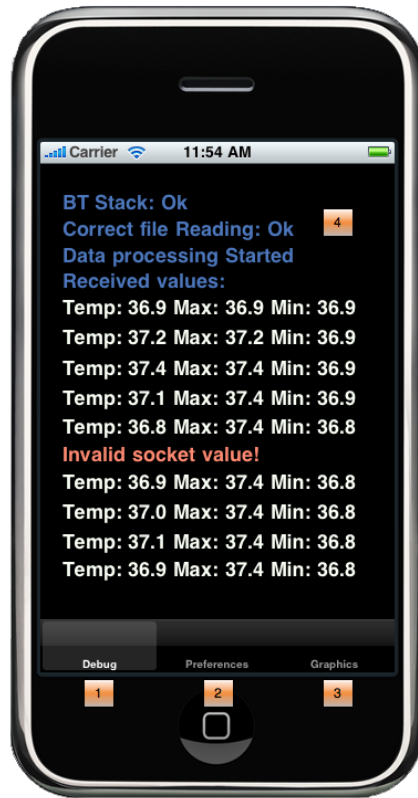 Carrier 11:54 AM
BT Stack: Ok
Correct file Reading: Ok
4
Data processing Started
Received values:
Temp: 36.9 Max: 36.9 Min: 36.9
Temp: 37.2 Max: 37.2 Min: 36.9
Temp: 37.4 Max: 37.4 Min: 36.9
Temp: 37.1 Max: 37.4 Min: 36.9
Temp: 36.8 Max: 37.4 Min: 36.8
Invalid socket value!
Temp: 36.9 Max: 37.4 Min: 36.8
Temp: 37.0 Max: 37.4 Min: 36.8
Temp: 37.1 Max: 37.4 Min: 36.8
Temp: 36.9 Max: 37.4 Min: 36.8
Debug Preferences Graphics
1 2 3